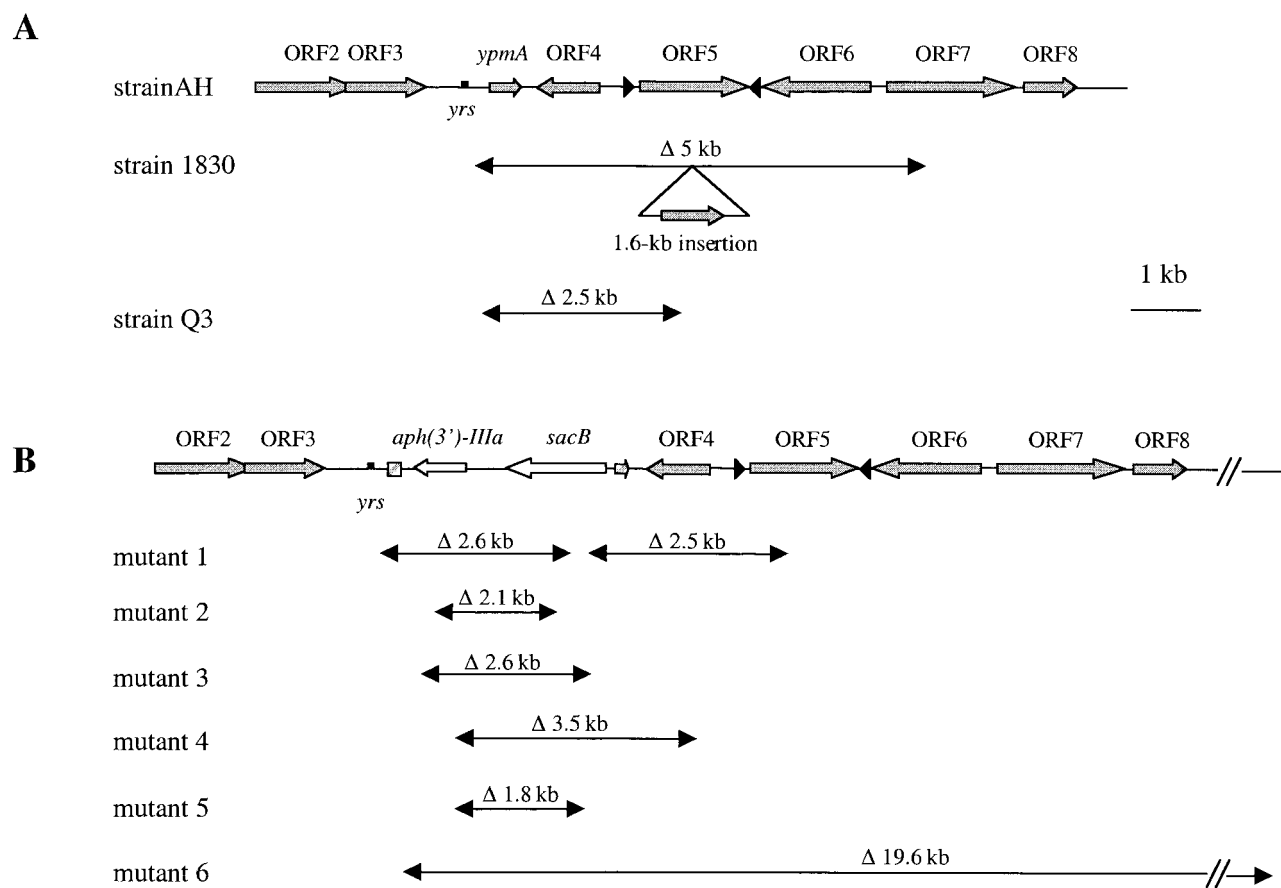 A
ORF2 ORF3 ypmA ORF4 ORF5 ORF6 ORF7 ORF8
strainAH
yrs
strain 1830
Δ 5 kb
1.6-kb insertion
1 kb
strain Q3
Δ 2.5 kb
B
ORF2 ORF3 aph(3')-IIIa sacB ORF4 ORF5 ORF6 ORF7 ORF8
yrs
mutant 1 Δ 2.6 kb Δ 2.5 kb
mutant 2 Δ 2.1 kb
mutant 3 Δ 2.6 kb
mutant 4 Δ 3.5 kb
mutant 5 Δ 1.8 kb
mutant 6 Δ 19.6 kb